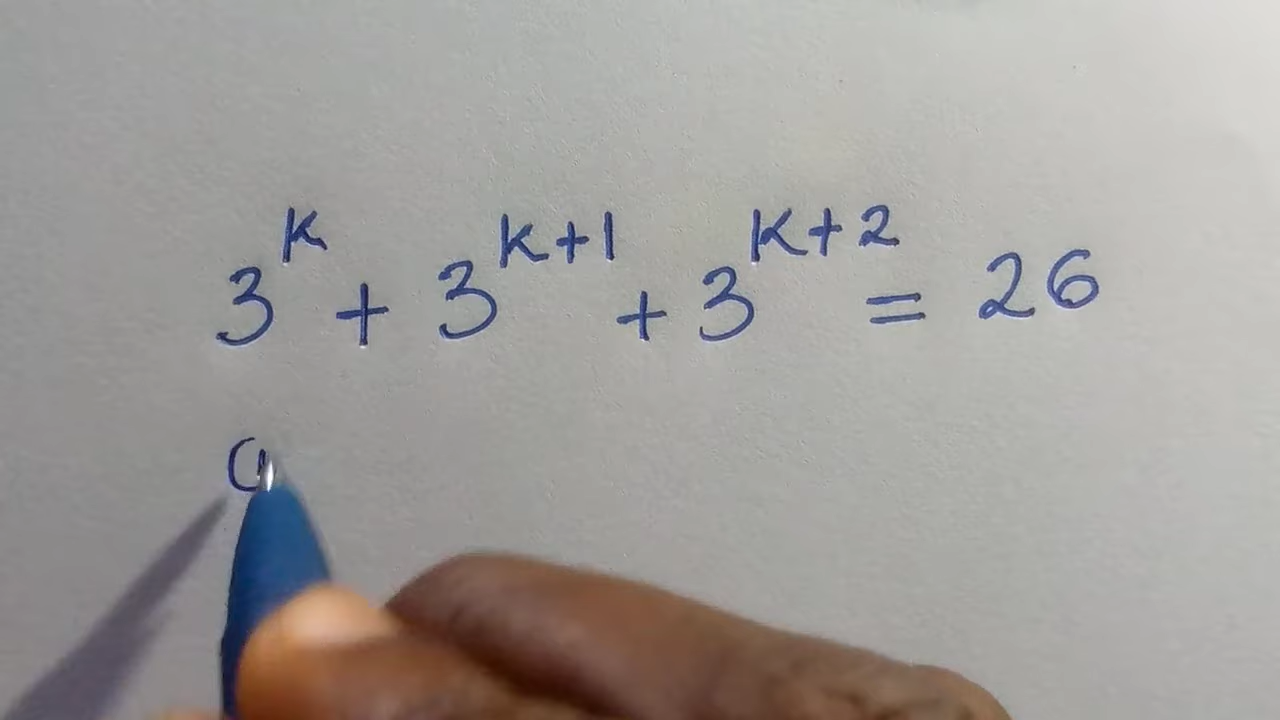 3^k + 3^(k+1) + 3^(k+2) = 26